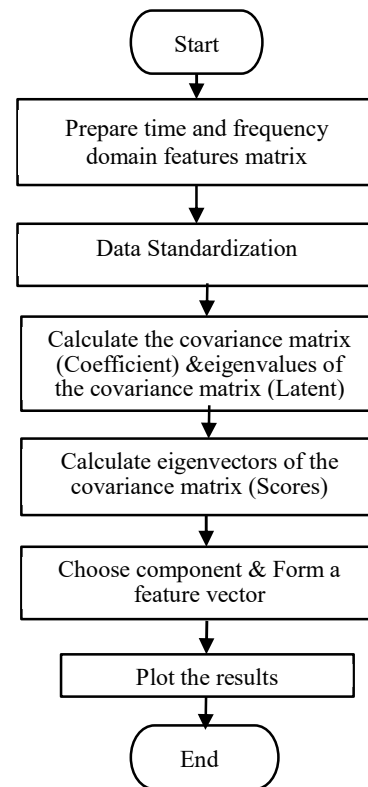 Start
Prepare time and frequency
domain features matrix
Data Standardization
Calculate the covariance matrix
(Coefficient) &eigenvalues of
the covariance matrix (Latent)
Calculate eigenvectors of the
covariance matrix (Scores)
Choose component & Form a
feature vector
Plot the results
End